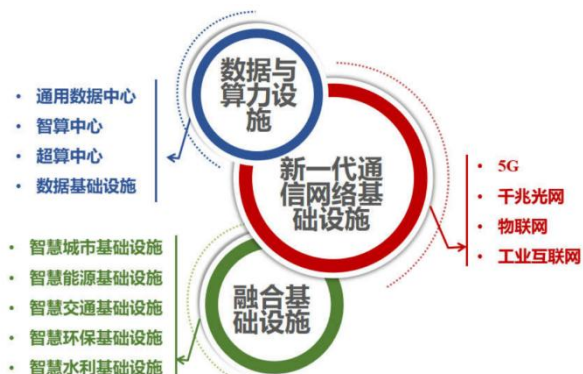 数据与
算力设
施
• 通用数据中心
• 智算中心
• 超算中心
• 数据基础设施
新一代通
信网络基
础设施
• 5G
• 千兆光网
• 物联网
• 工业互联网
融合基
础设施
• 智慧城市基础设施
• 智慧能源基础设施
• 智慧交通基础设施
• 智慧环保基础设施
• 智慧水利基础设施